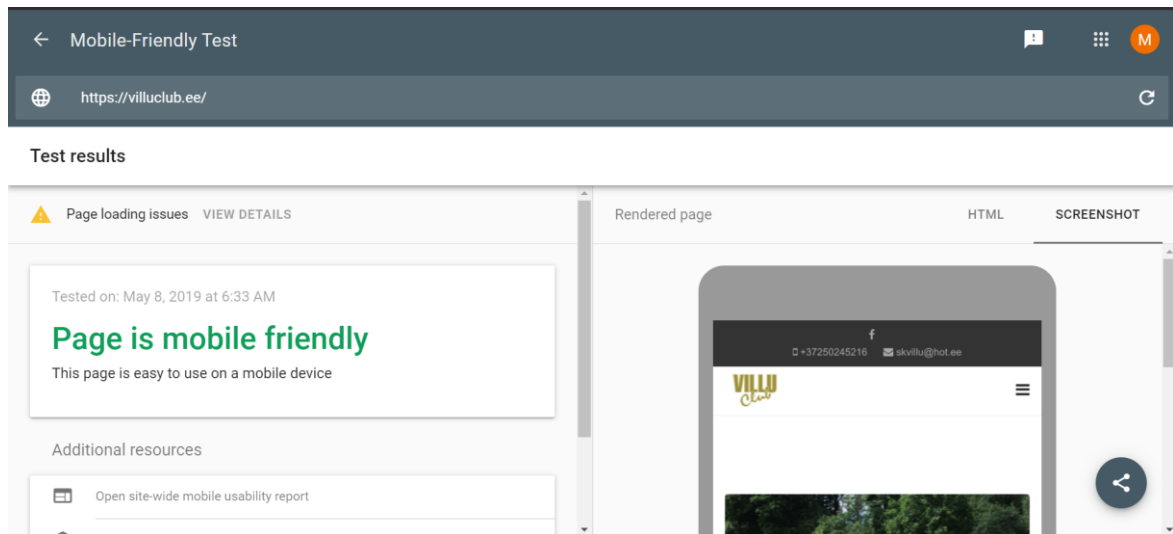 Mobile-Friendly Test
M
https://villuclub.ee/
Test results
Page loading issues VIEW DETAILS
Rendered page HTML SCREENSHOT
Tested on: May 8, 2019 at 6:33 AM
Page is mobile friendly
This page is easy to use on a mobile device
Additional resources
Open site-wide mobile usability report
f
+37250245216 skvillu@hot.ee
VILLU
Club